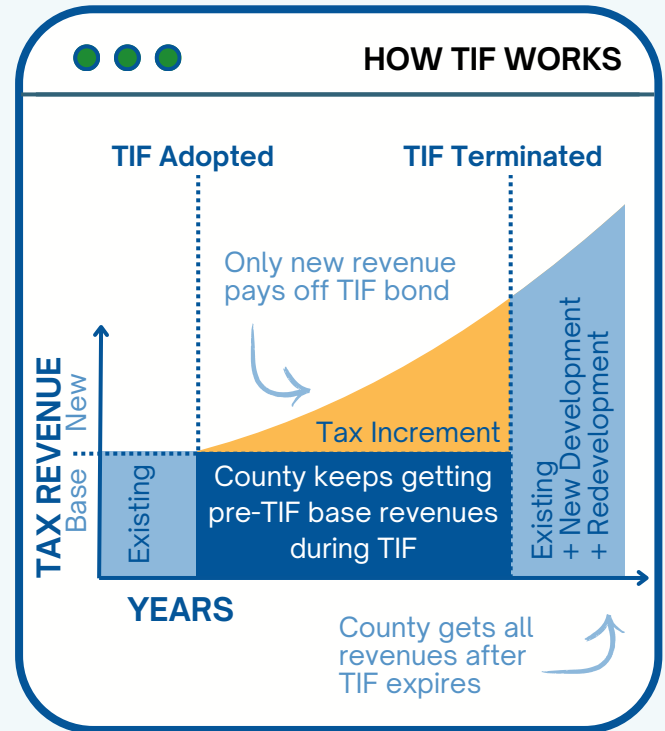 HOW TIF WORKS
TIF Adopted
TIF Terminated
Only new revenue
pays off TIF bond
TAX REVENUE
Base
New
Existing
Tax Increment
County keeps getting
pre-TIF base revenues
during TIF
Existing
+ New Development
+ Redevelopment
YEARS
County gets all
revenues after
TIF expires